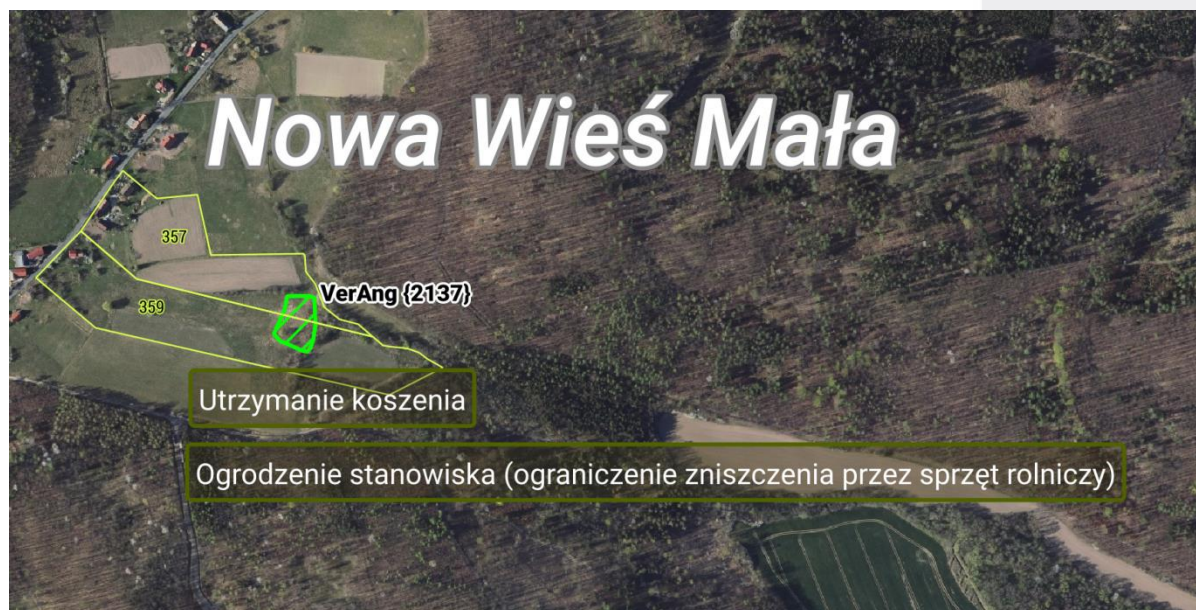 Nowa Wieś Mała
357
VerAng {2137}
359
Utrzymanie koszenia
Ogrodzenie stanowiska (ograniczenie zniszczenia przez sprzęt rolniczy)